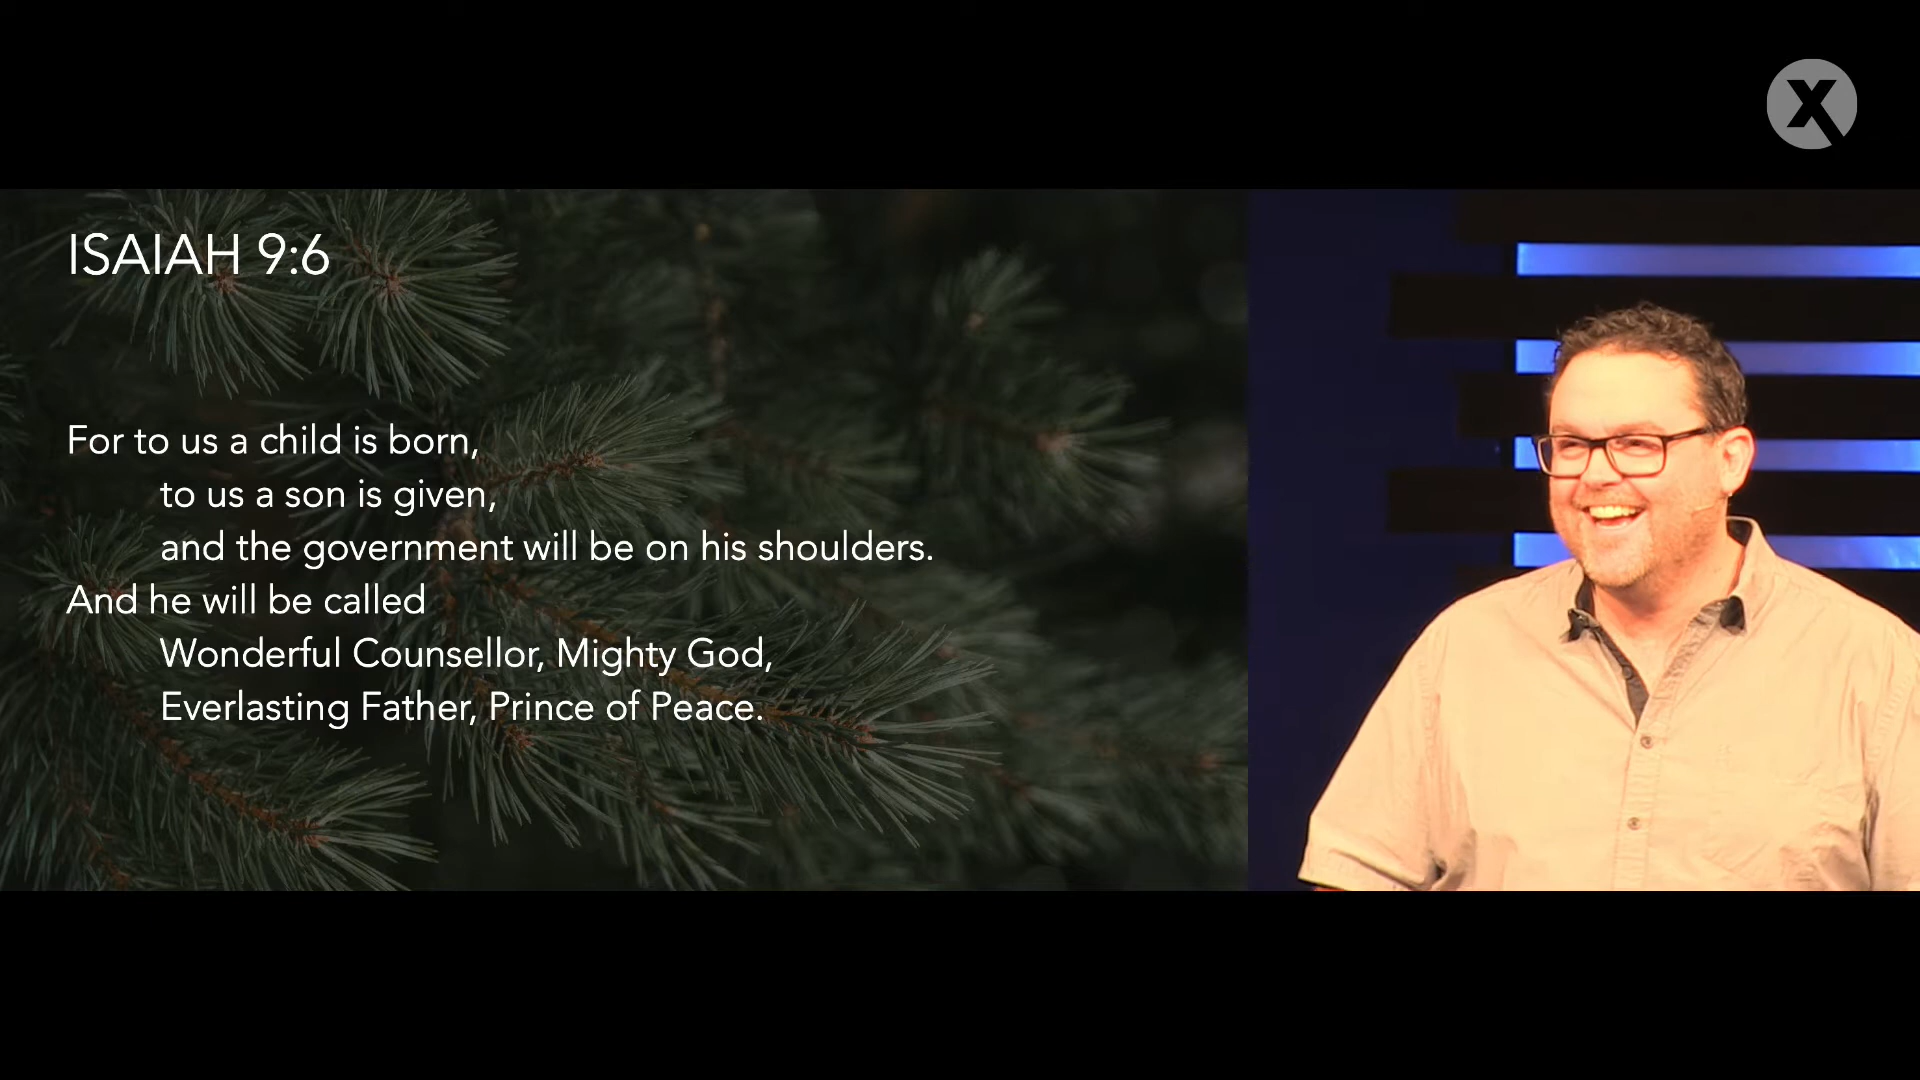 X
ISAIAH 9:6
For to us a child is born,
to us a son is given,
and the government will be on his shoulders.
And he will be called
Wonderful Counsellor, Mighty God,
Everlasting Father, Prince of Peace.